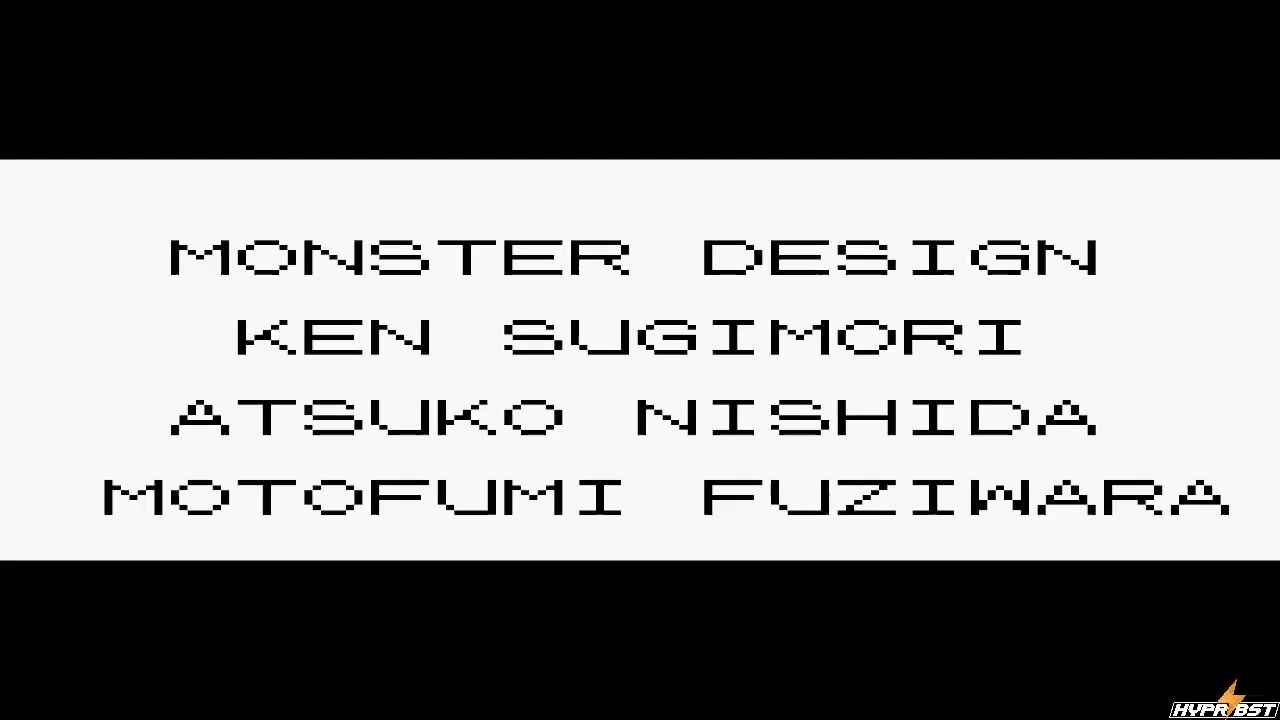 MONSTER DESIGN
KEN SUGIMORI
ATSUKO NISHIDA
MOTOFUMI FUZIWARA
HYPR BST